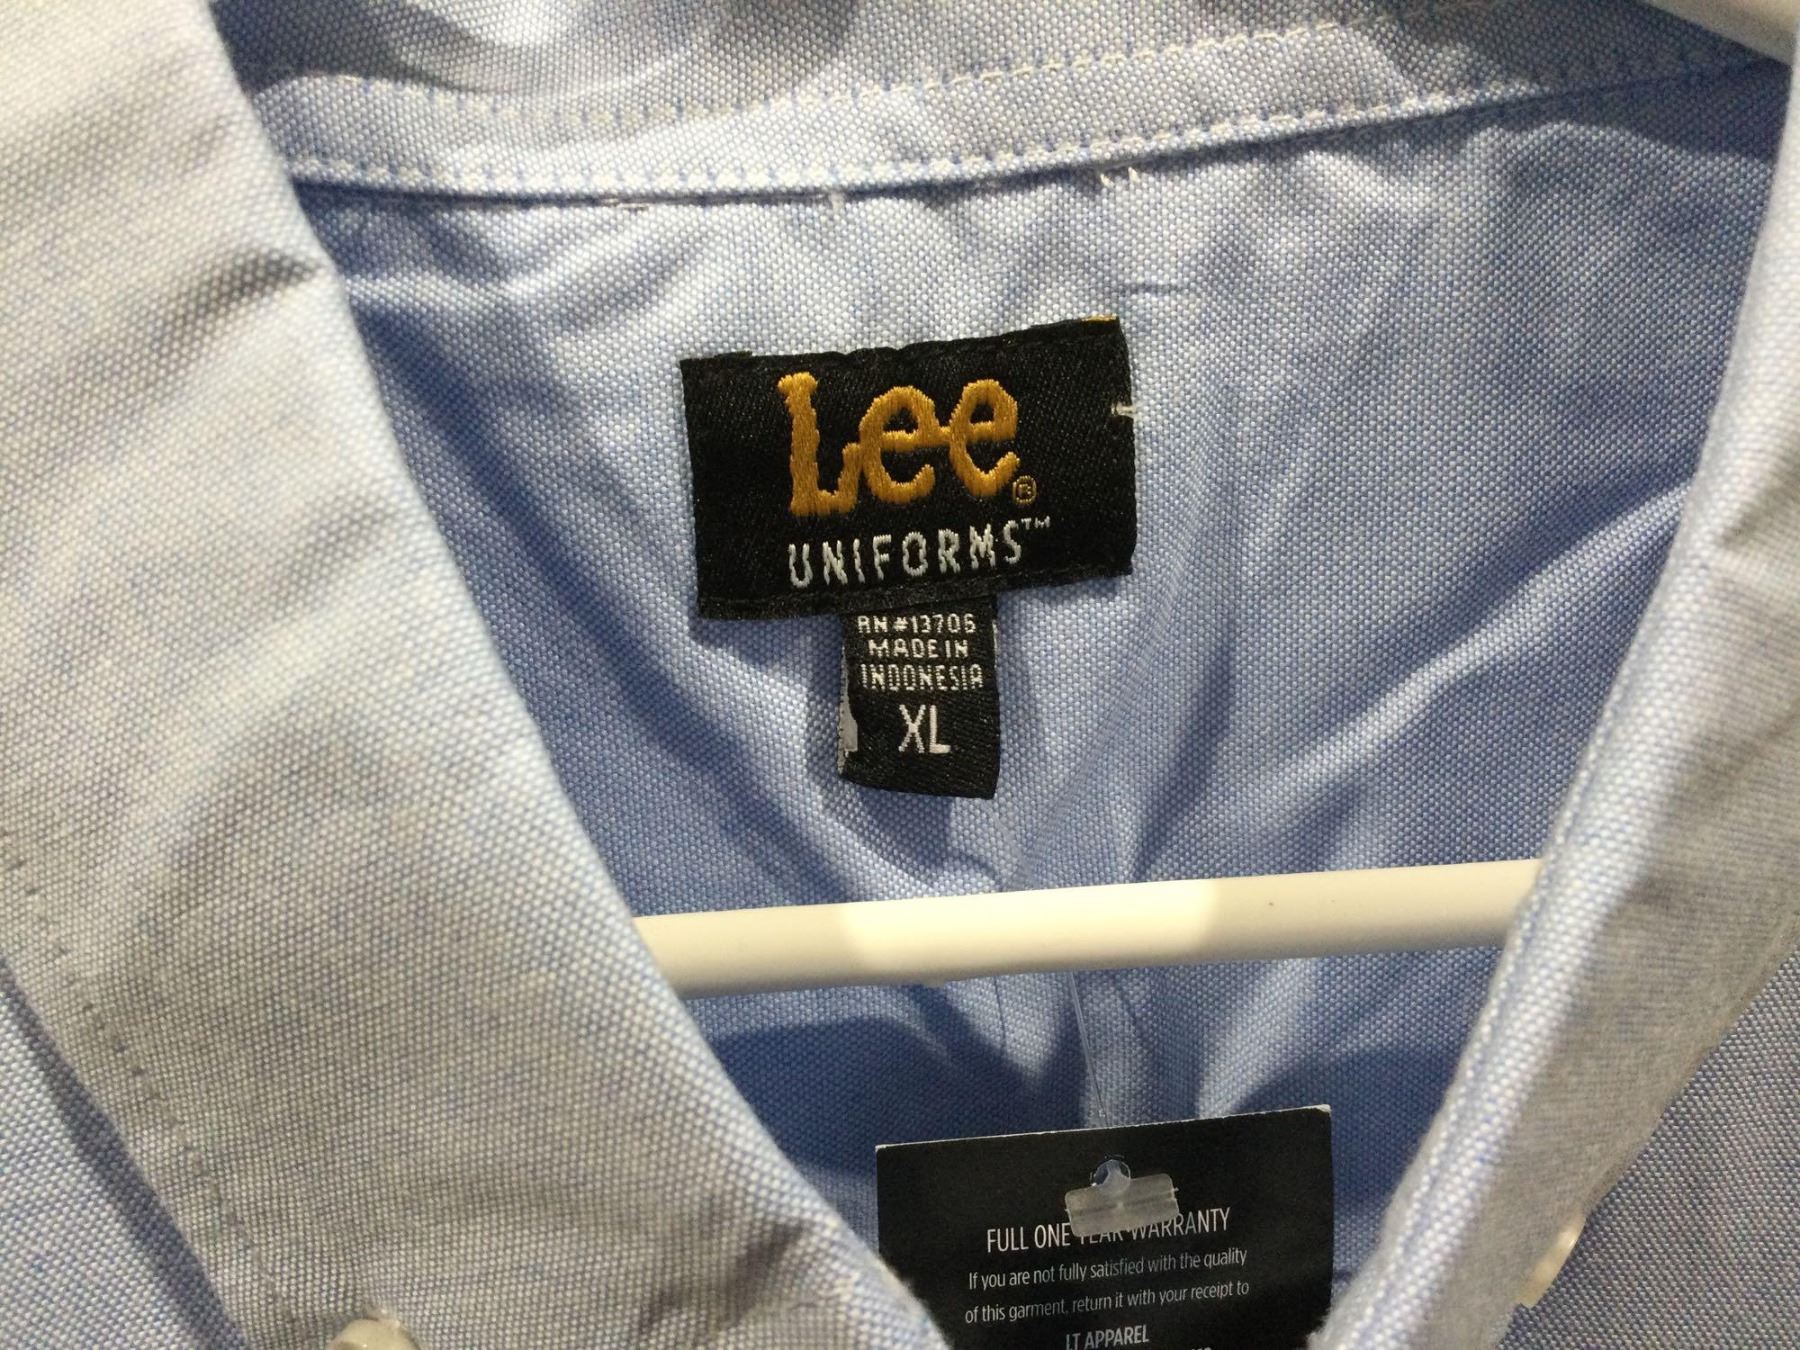 Lee®
UNIFORMS™
RN #13705
MADE IN
INDONESIA
XL
FULL ONE YEAR WARRANTY
If you are not fully satisfied with the quality
of this garment, return it with your receipt to
LT APPAREL